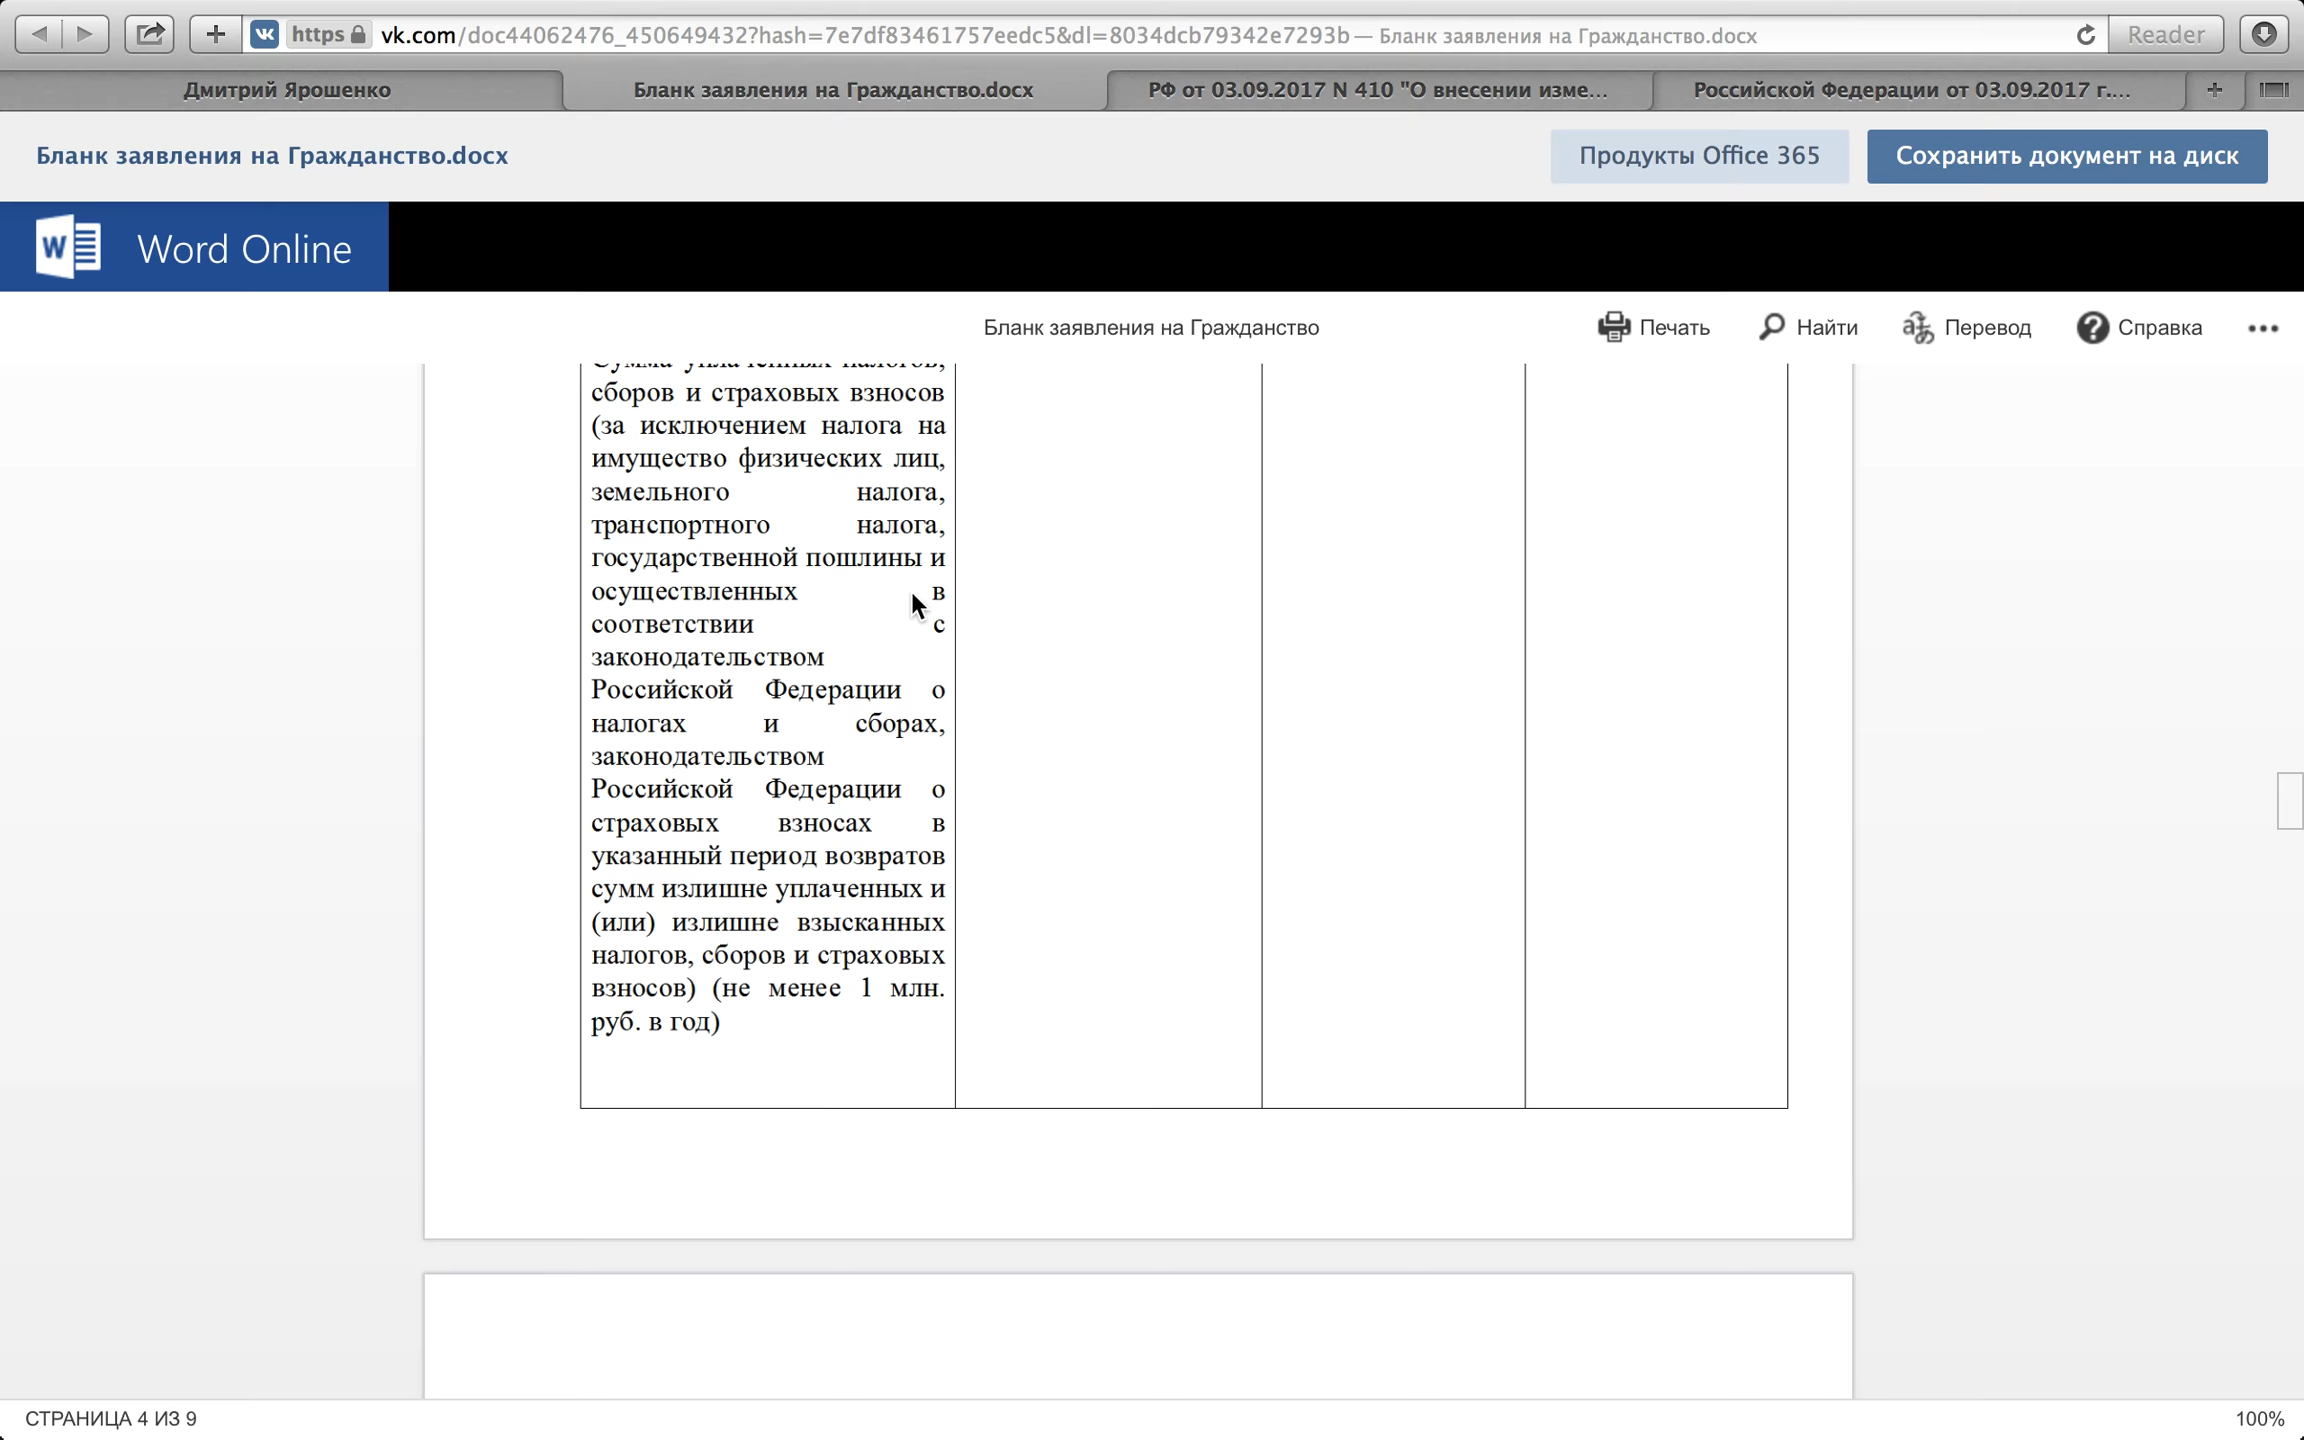 https vk.com/doc44062476_450649432?hash=7e7df83461757eedc5&dl=8034dcb79342e7293b — Бланк заявления на Гражданство.docx Reader
Дмитрий Ярошенко Бланк заявления на Гражданство.docx РФ от 03.09.2017 N 410 "О внесении изме... Российской Федерации от 03.09.2017 г....
Бланк заявления на Гражданство.docx Продукты Office 365 Сохранить документ на диск
Word Online
Бланк заявления на Гражданство Печать Найти Перевод Справка
Сумма уплаченных налогов,
сборов и страховых взносов
(за исключением налога на
имущество физических лиц,
земельного налога,
транспортного налога,
государственной пошлины и
осуществленных в
соответствии с
законодательством
Российской Федерации о
налогах и сборах,
законодательством
Российской Федерации о
страховых взносах в
указанный период возвратов
сумм излишне уплаченных и
(или) излишне взысканных
налогов, сборов и страховых
взносов) (не менее 1 млн.
руб. в год)
СТРАНИЦА 4 ИЗ 9 100%